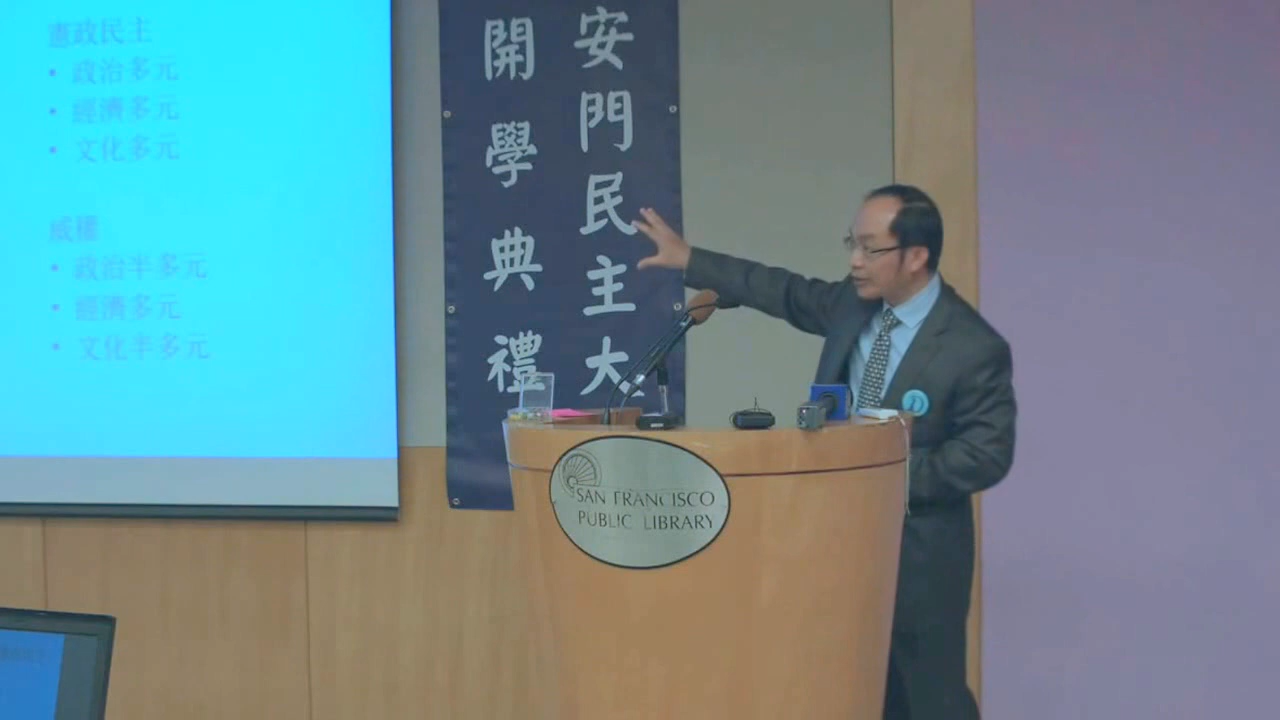 憲政民主
• 政治多元
• 經濟多元
• 文化多元
威權
• 政治半多元
• 經濟多元
• 文化半多元
安門民主大
開學典禮
SAN FRANCISCO
PUBLIC LIBRARY